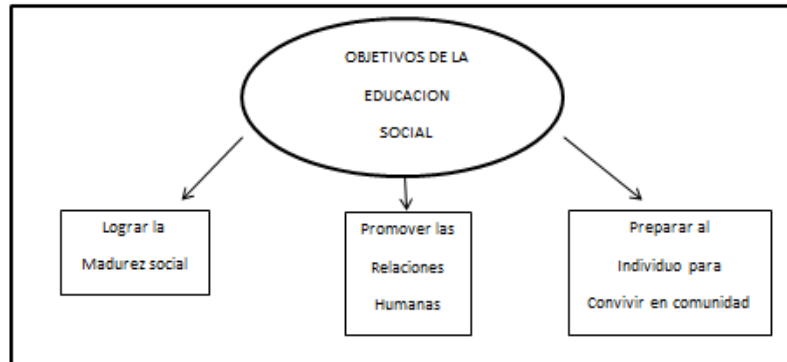 OBJETIVOS DE LA
EDUCACION
SOCIAL
Lograr la
Madurez social
Promover las
Relaciones
Humanas
Preparar al
Individuo para
Convivir en comunidad